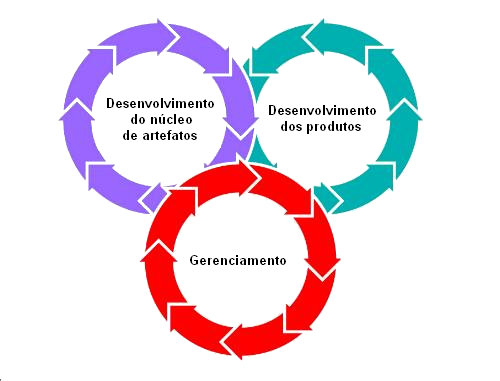 Desenvolvimento
do núcleo
de artefatos
Desenvolvimento
dos produtos
Gerenciamento